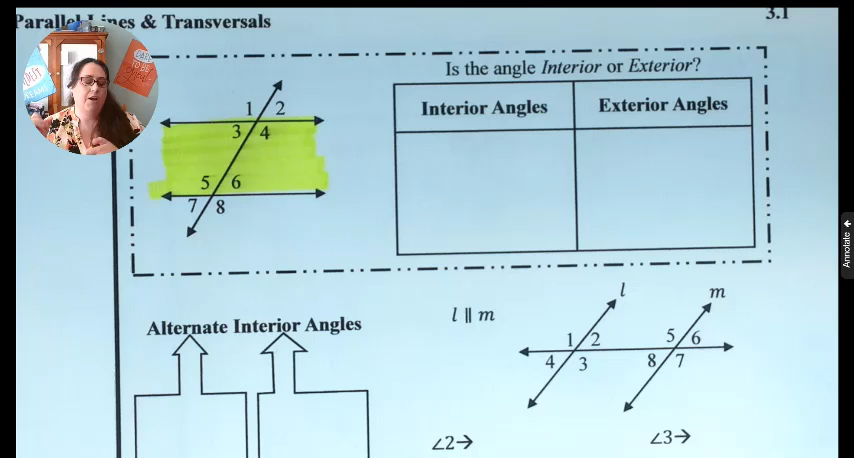 Parallel Lines & Transversals
3.1
Is the angle Interior or Exterior?
Interior Angles
Exterior Angles
1 2
3 4
5 6
7 8
Alternate Interior Angles
l ∥ m
l
m
1 2
5 6
4 3
8 7
∠2→
∠3→
Annotate